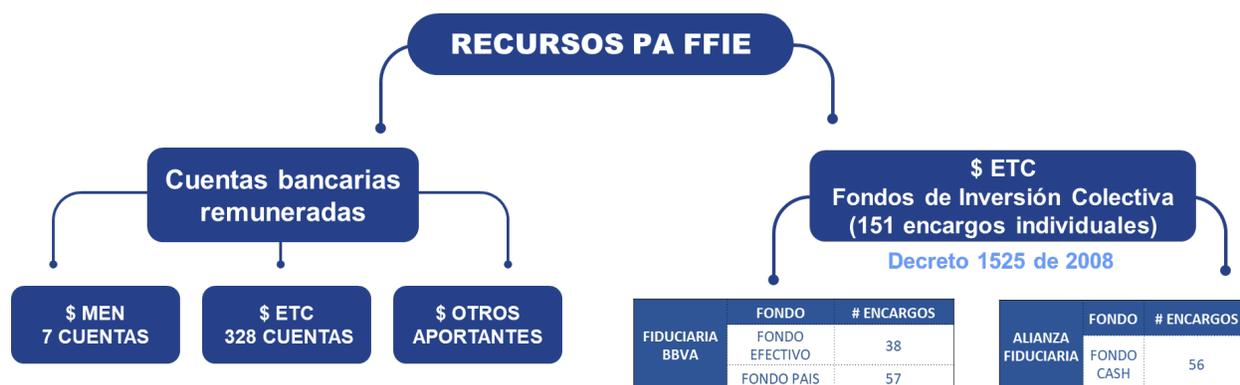 RECURSOS PA FFIE
Cuentas bancarias
remuneradas
$ MEN
7 CUENTAS
$ ETC
328 CUENTAS
$ OTROS
APORTANTES
$ ETC
Fondos de Inversión Colectiva
(151 encargos individuales)
Decreto 1525 de 2008
FIDUCIARIA
BBVA
FONDO
# ENCARGOS
FONDO
EFECTIVO
38
FONDO PAIS
57
ALIANZA
FIDUCIARIA
FONDO
# ENCARGOS
FONDO
CASH
56